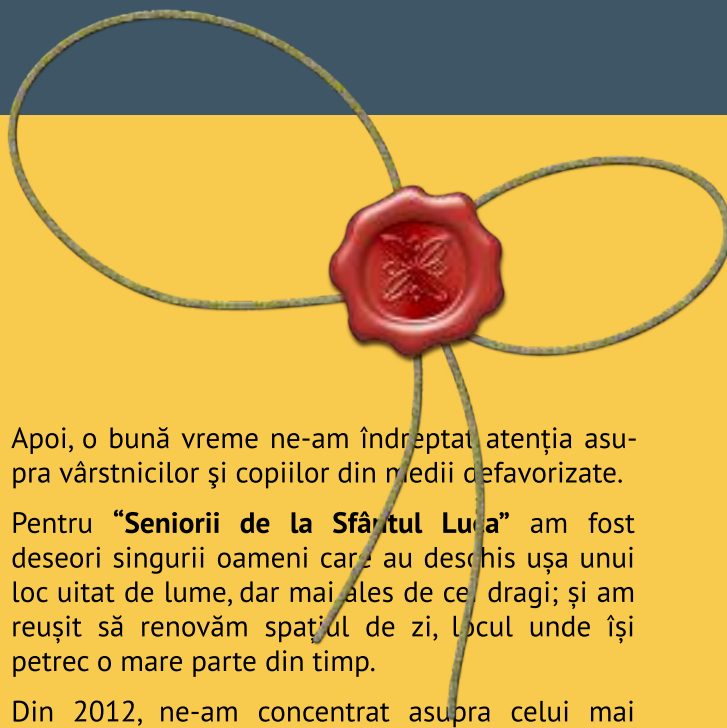 Apoi, o bună vreme ne-am îndreptat atenția asu-
pra vârstnicilor şi copiilor din medii defavorizate.
Pentru “Seniorii de la Sfântul Luca” am fost
deseori singurii oameni care au deschis ușa unui
loc uitat de lume, dar mai ales de cei dragi; și am
reușit să renovăm spațiul de zi, locul unde își
petrec o mare parte din timp.
Din 2012, ne-am concentrat asupra celui mai